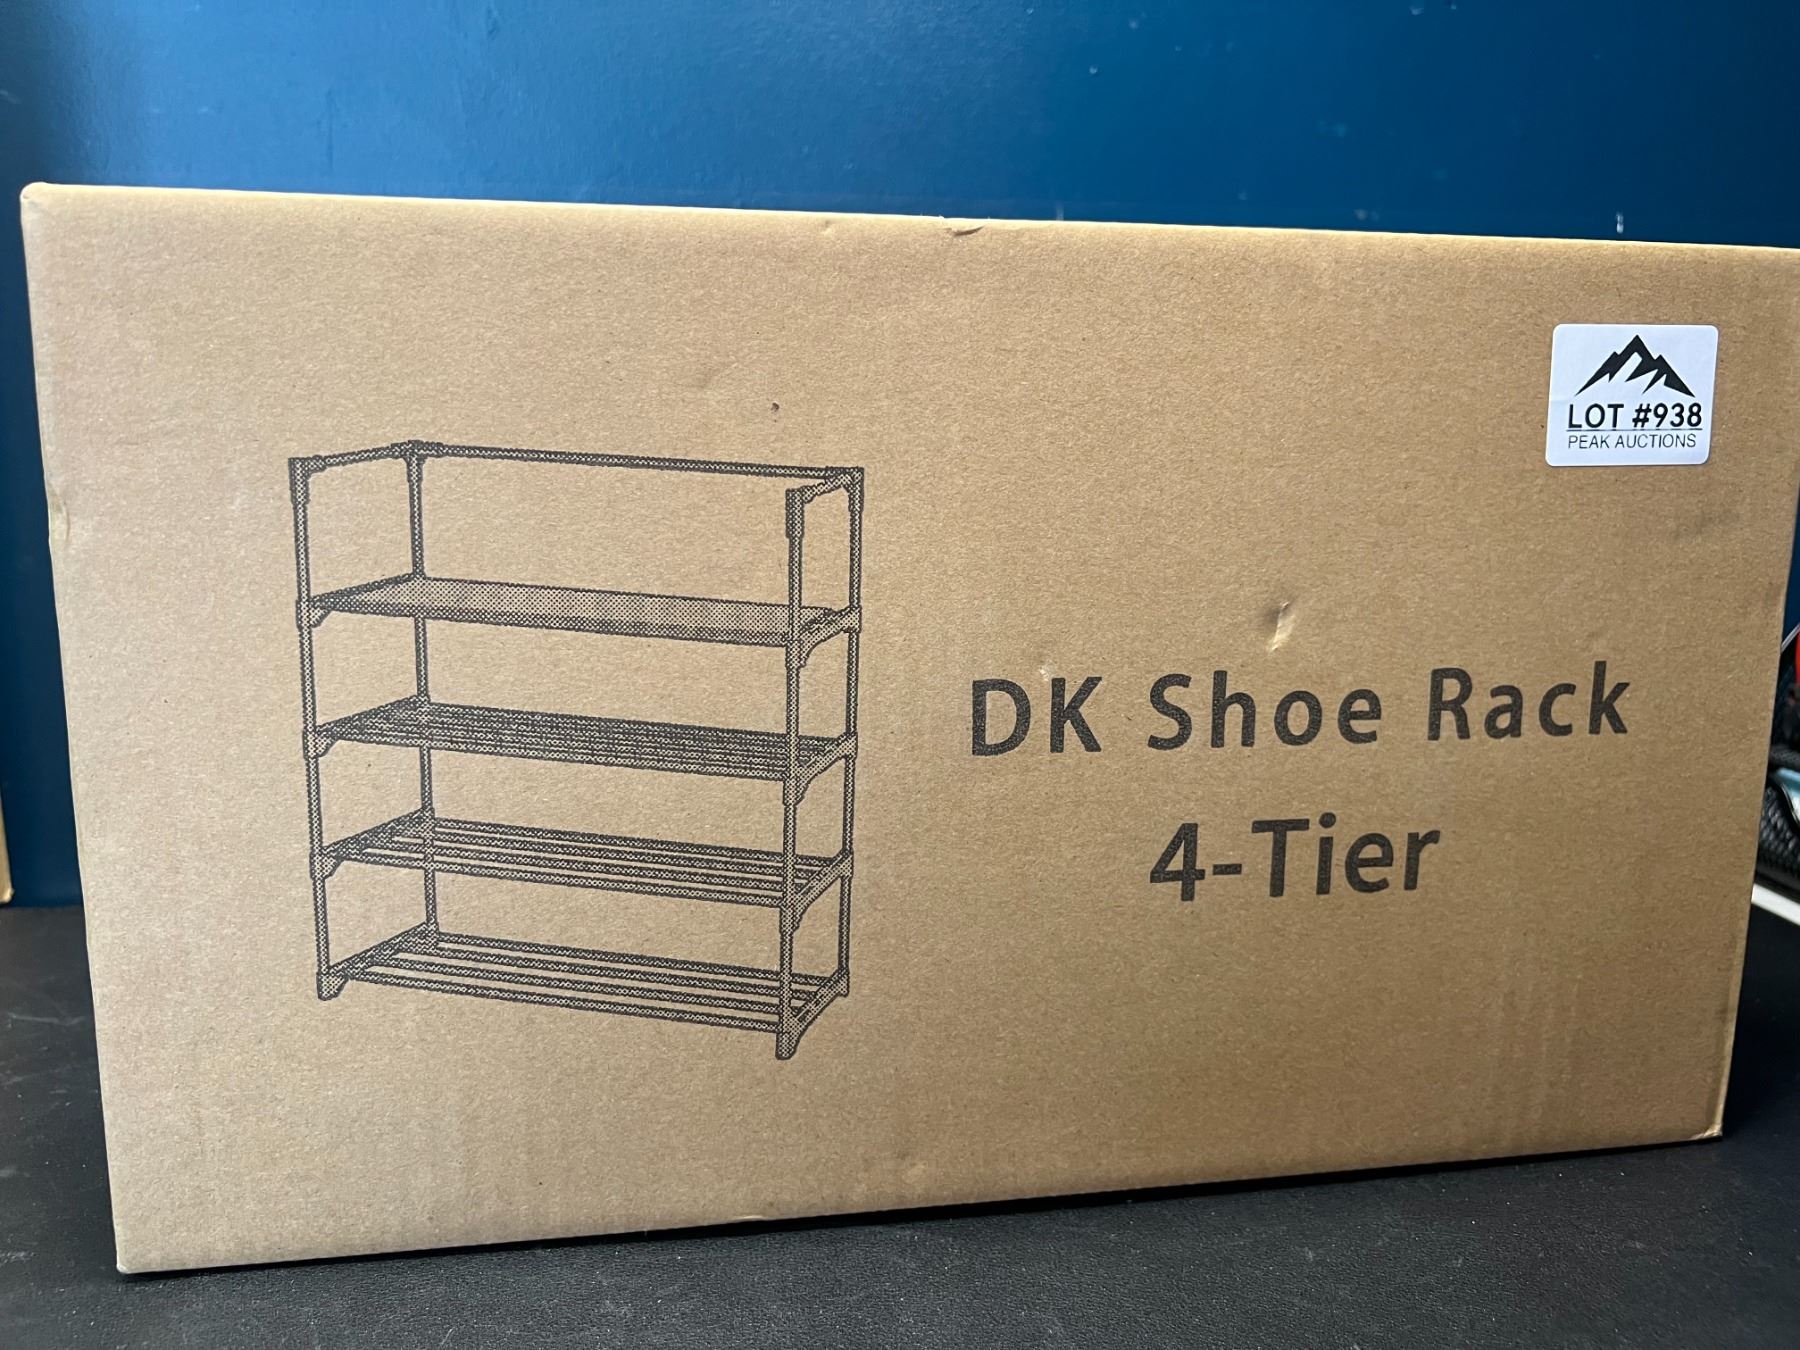 LOT #938
PEAK AUCTIONS
DK Shoe Rack
4-Tier